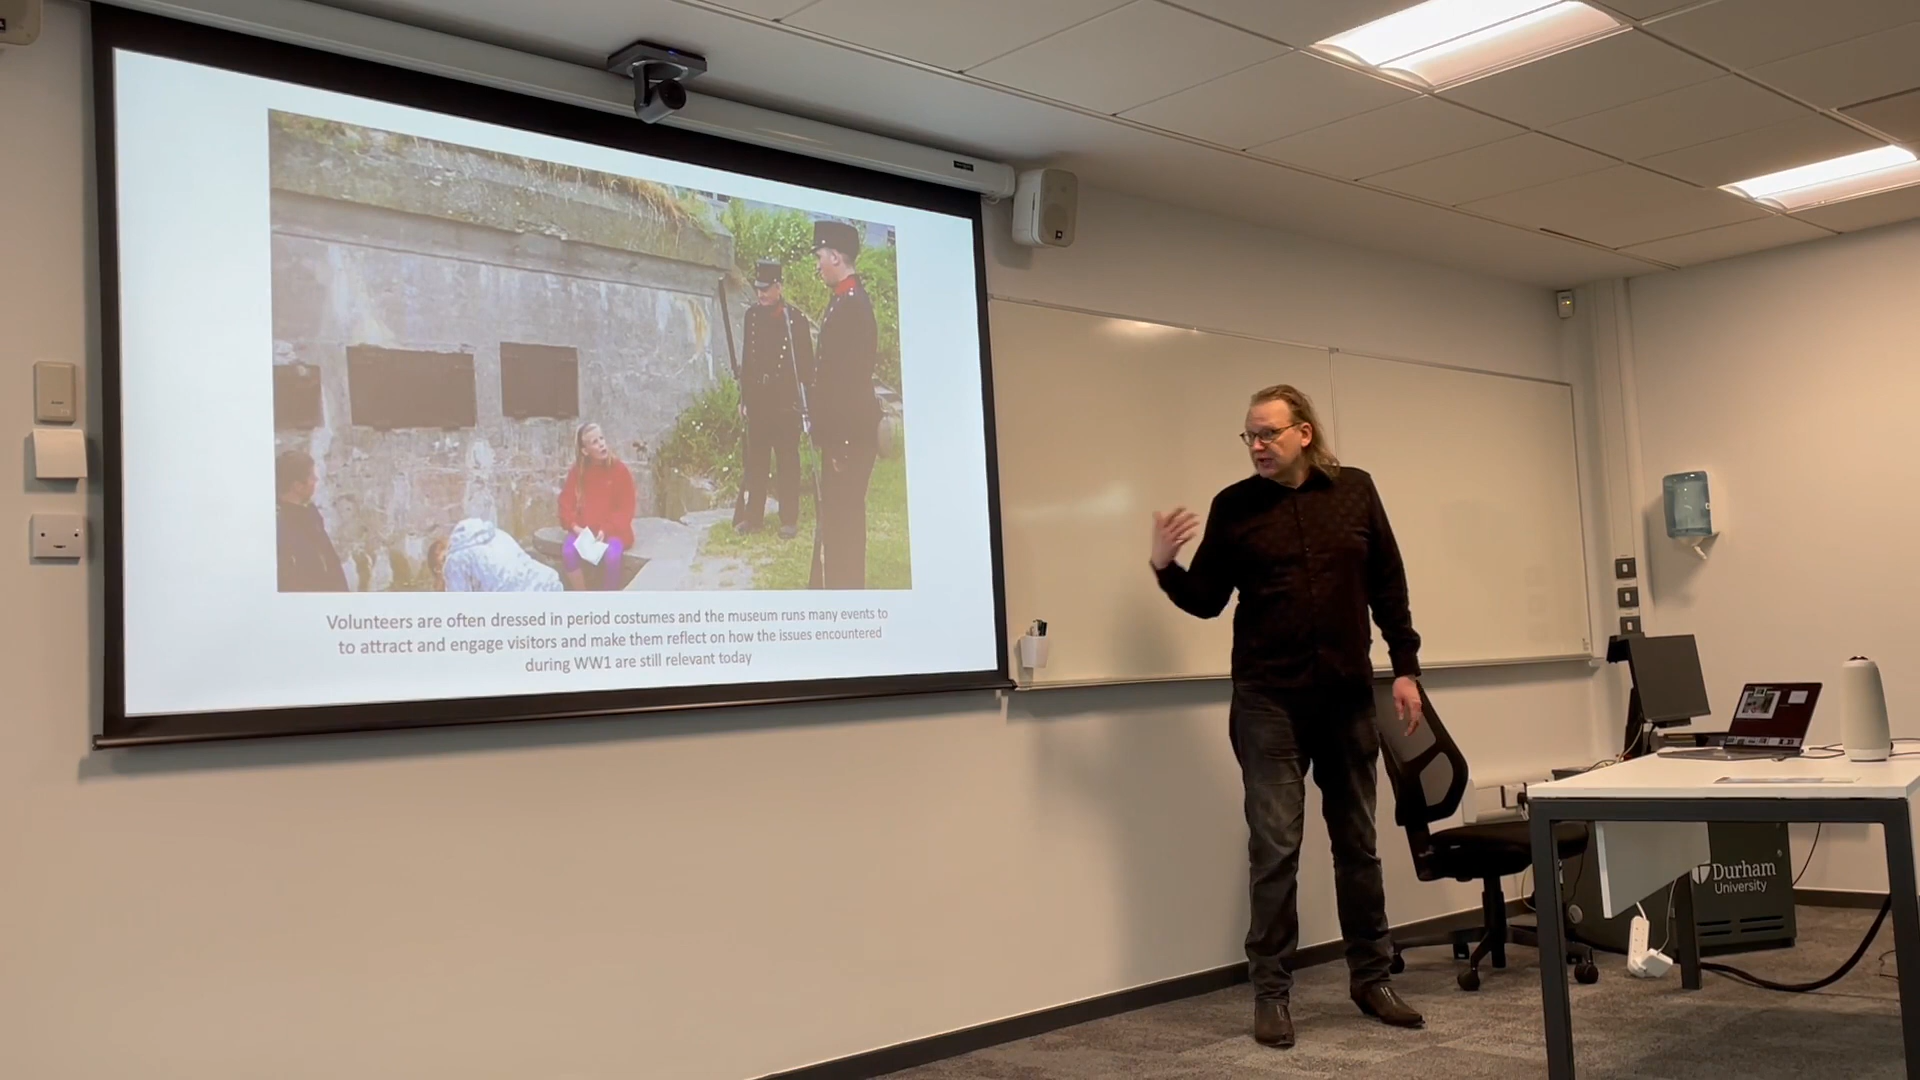 Volunteers are often dressed in period costumes and the museum runs many events to
to attract and engage visitors and make them reflect on how the issues encountered
during WW1 are still relevant today
Durham
University